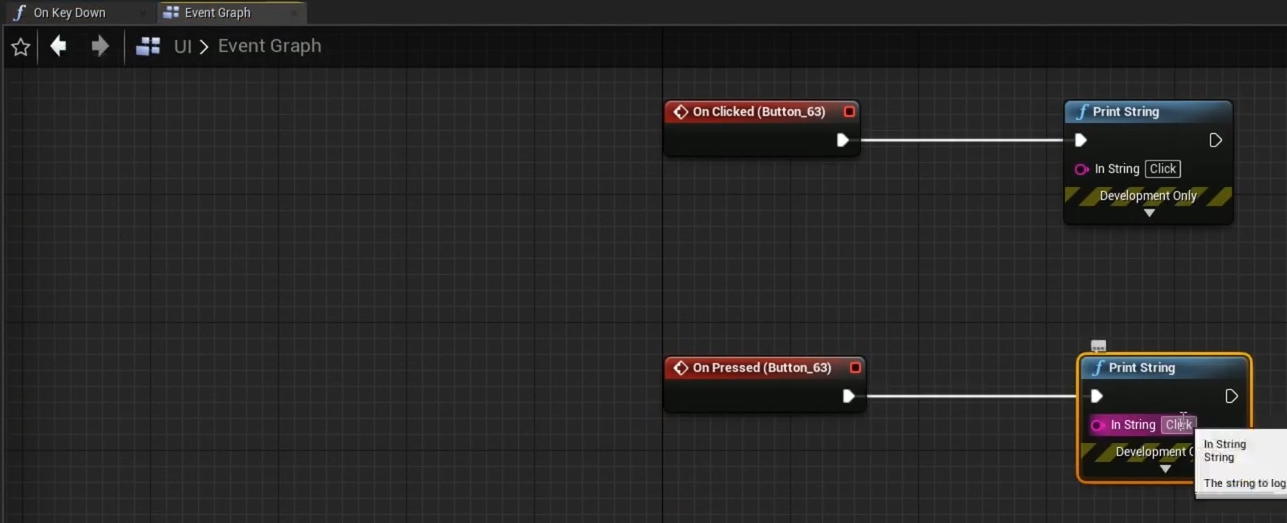 On Key Down
Event Graph
UI > Event Graph
On Clicked (Button_63)
f Print String
In String Click
Development Only
On Pressed (Button_63)
f Print String
In String Click
Development
In String
String
The string to log